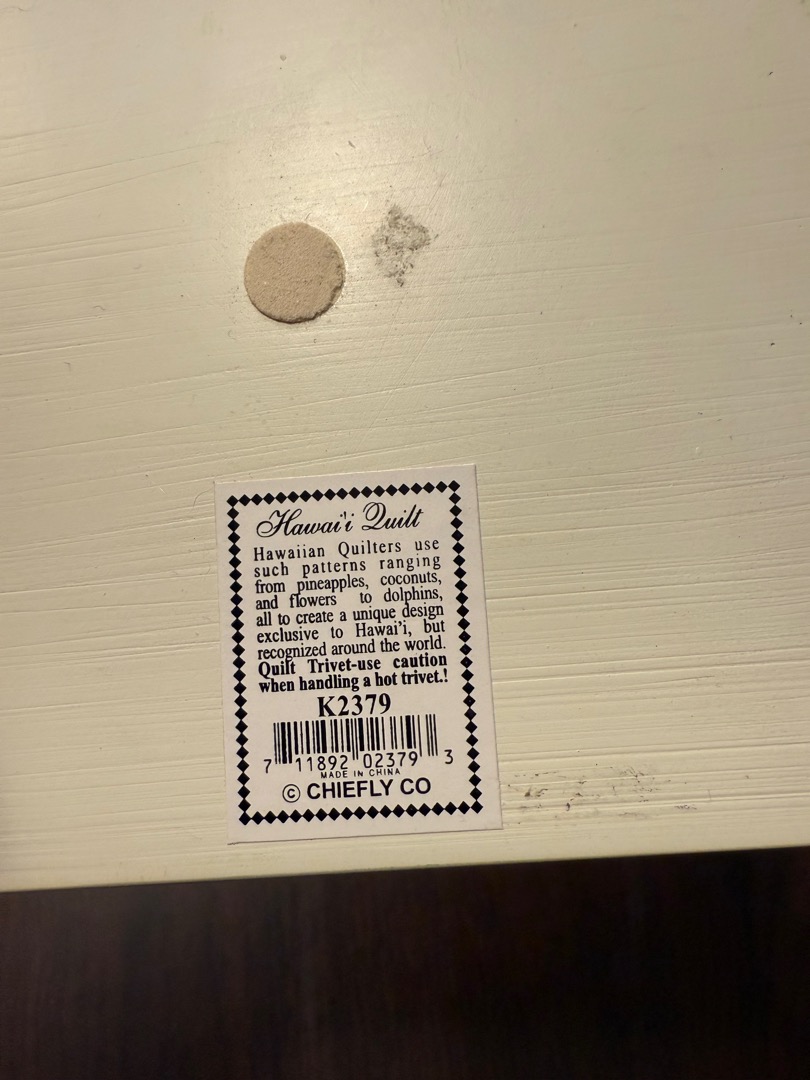 Hawai'i Quilt
Hawaiian Quilters use
such patterns ranging
from pineapples, coconuts,
and flowers to dolphins,
all to create a unique design
exclusive to Hawai'i, but
recognized around the world.
Quilt Trivet-use caution
when handling a hot trivet.!
K2379
7 11892 02379 3
MADE IN CHINA
© CHIEFLY CO